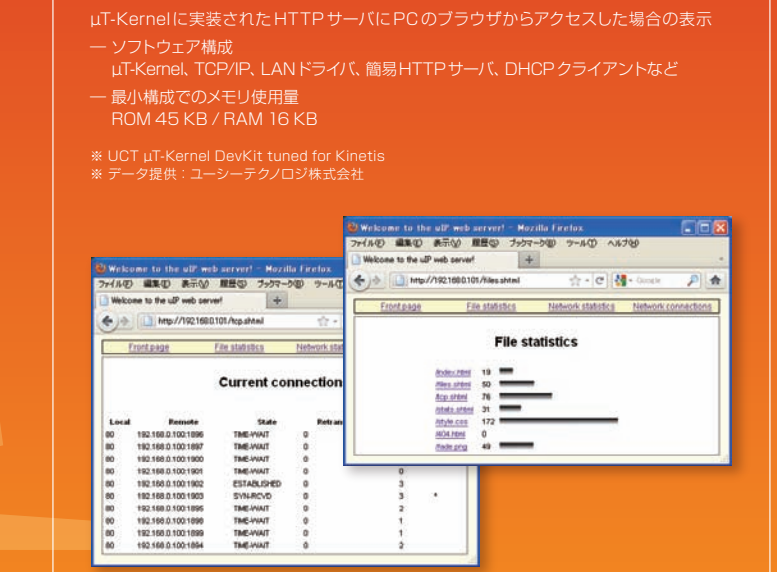 μT-Kernelに実装されたHTTPサーバにPCのブラウザからアクセスした場合の表示
― ソフトウェア構成
μT-Kernel、TCP/IP、LANドライバ、簡易HTTPサーバ、DHCPクライアントなど
― 最小構成でのメモリ使用量
ROM 45 KB / RAM 16 KB
※ UCT μT-Kernel DevKit tuned for Kinetis
※ データ提供：ユーシーテクノロジ株式会社
Welcome to the uIP web server! - Mozilla Firefox
ファイル(F) 編集(E) 表示(V) 履歴(S) ブックマーク(B) ツール(T) ヘルプ(H)
Welcome to the uIP web server!
http://192.168.0.101/files.shtml
Google
Front page File statistics Network statistics Network connections
File statistics
/index.html 19
/files.shtml 50
/tcp.shtml 76
/stats.shtml 31
/style.css 172
/404.html 0
/fade.png 49
Welcome to the uIP web server! - Mozilla Firefox
ファイル(F) 編集(E) 表示(V) 履歴(S) ブックマーク(B) ツール(T)
Welcome to the uIP web server!
http://192.168.0.101/tcp.shtml
Front page File statistics Network stat
Current connection
Local Remote State Retran
80 192.168.0.100:1896 TIME-WAIT 0
80 192.168.0.100:1897 TIME-WAIT 0
80 192.168.0.100:1900 TIME-WAIT 0
80 192.168.0.100:1901 TIME-WAIT 0 0
80 192.168.0.100:1902 ESTABLISHED 0 3
80 192.168.0.100:1903 SYN-RCVD 0 3 *
80 192.168.0.100:1895 TIME-WAIT 0 2
80 192.168.0.100:1898 TIME-WAIT 0 1
80 192.168.0.100:1899 TIME-WAIT 0 1
80 192.168.0.100:1894 TIME-WAIT 0 2